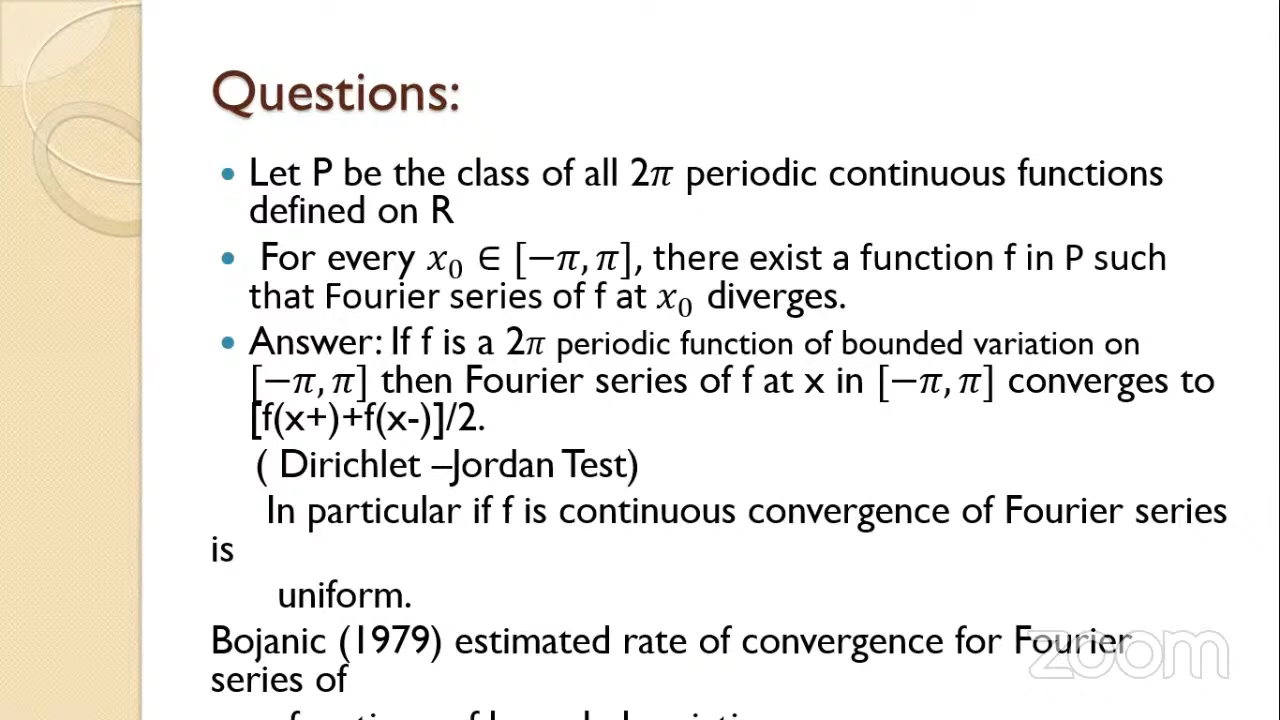 Questions:
• Let P be the class of all 2π periodic continuous functions
defined on R
• For every x₀ ∈ [−π, π], there exist a function f in P such
that Fourier series of f at x₀ diverges.
• Answer: If f is a 2π periodic function of bounded variation on
[−π, π] then Fourier series of f at x in [−π, π] converges to
[f(x+)+f(x-)]/2.
( Dirichlet –Jordan Test)
In particular if f is continuous convergence of Fourier series
is
uniform.
Bojanic (1979) estimated rate of convergence for Fourier
series of
zoom